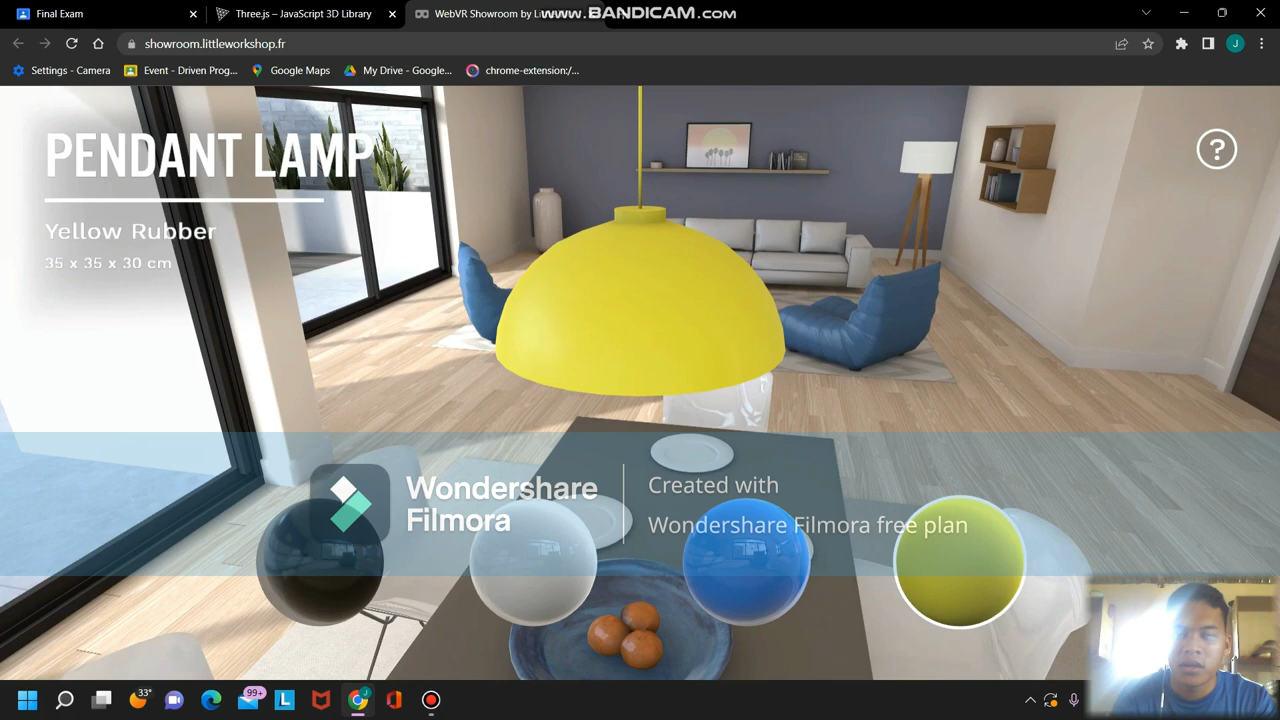 Final Exam
Three.js – JavaScript 3D Library
WebVR Showroom by Li
www.BANDICAM.com
showroom.littleworkshop.fr
J
Settings - Camera
Event - Driven Prog...
Google Maps
My Drive - Google...
chrome-extension:/...
PENDANT LAMP
?
Yellow Rubber
35 x 35 x 30 cm
Wondershare
Filmora
Created with
Wondershare Filmora free plan
33°
99+
L
J